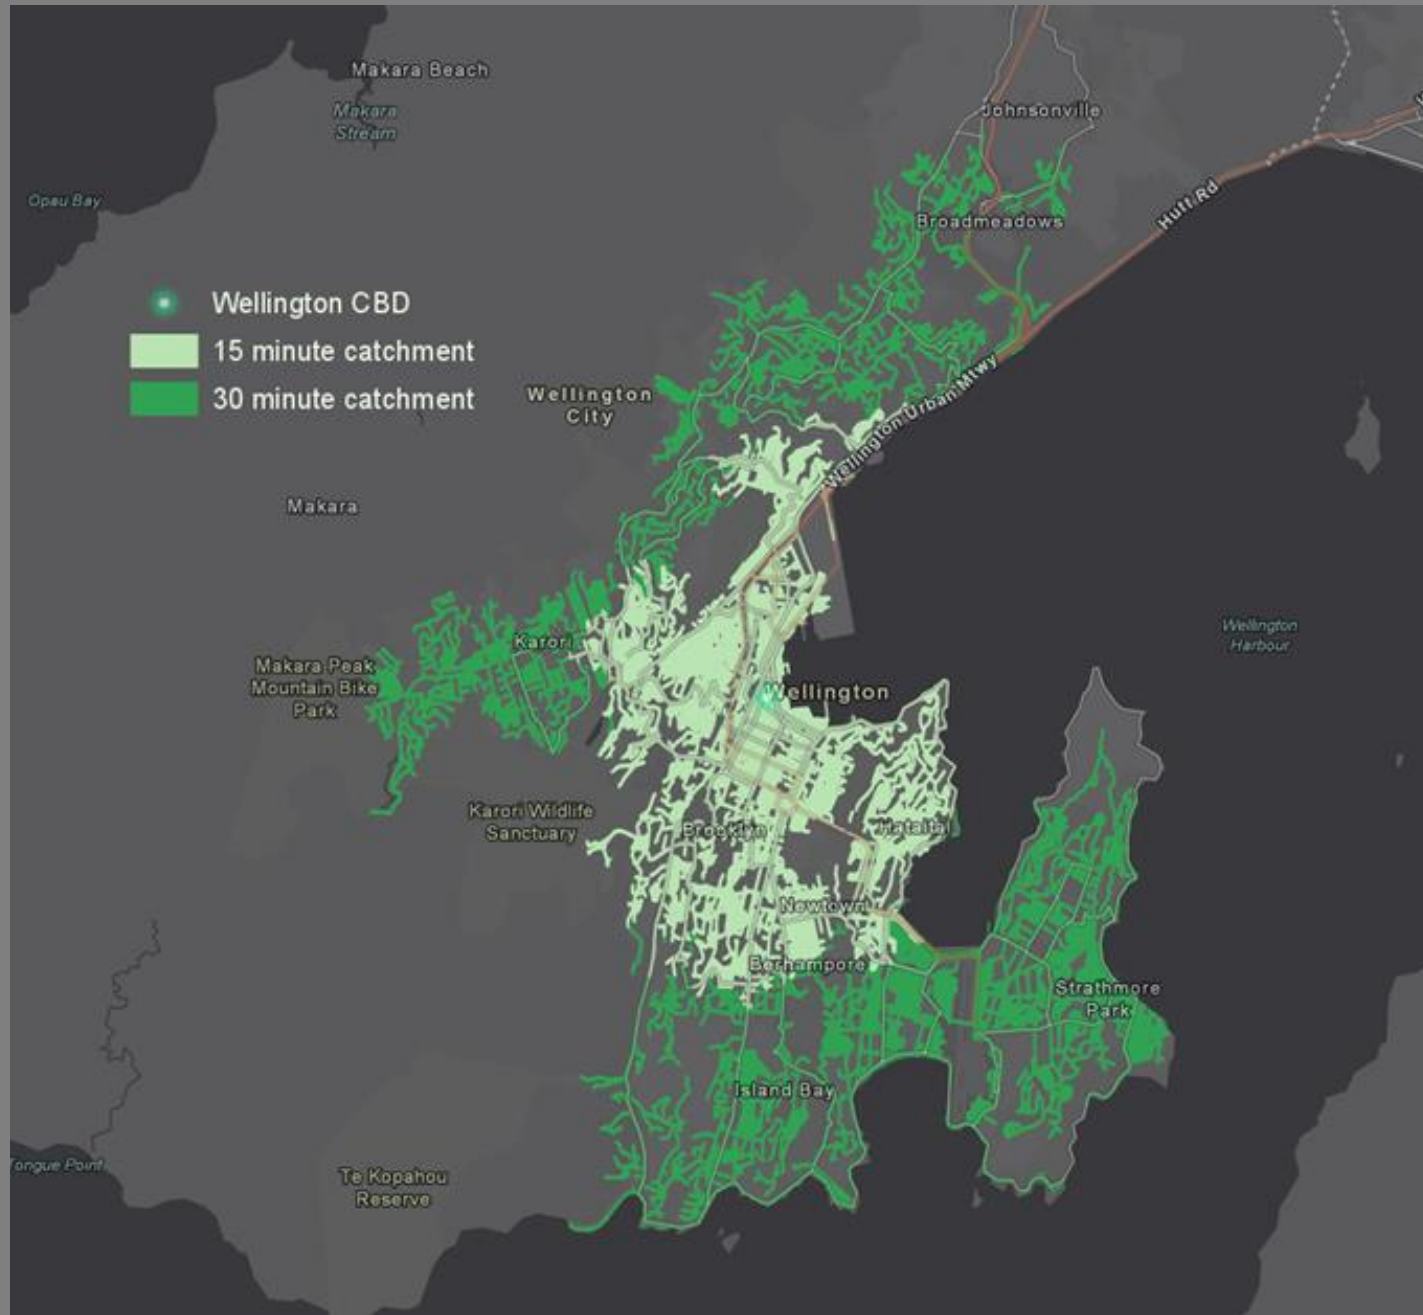 Makara Beach
Makara
Stream
Johnsonville
Opau Bay
Hutt Rd
Broadmeadows
Wellington CBD
15 minute catchment
30 minute catchment
Wellington
City
Wellington Urban Mtwy
Makara
Wellington
Harbour
Karori
Makara Peak
Mountain Bike
Park
Wellington
Karori Wildlife
Sanctuary
Brooklyn
Hataitai
Newtown
Berhampore
Strathmore
Park
Island Bay
Tongue Point
Te Kopahou
Reserve